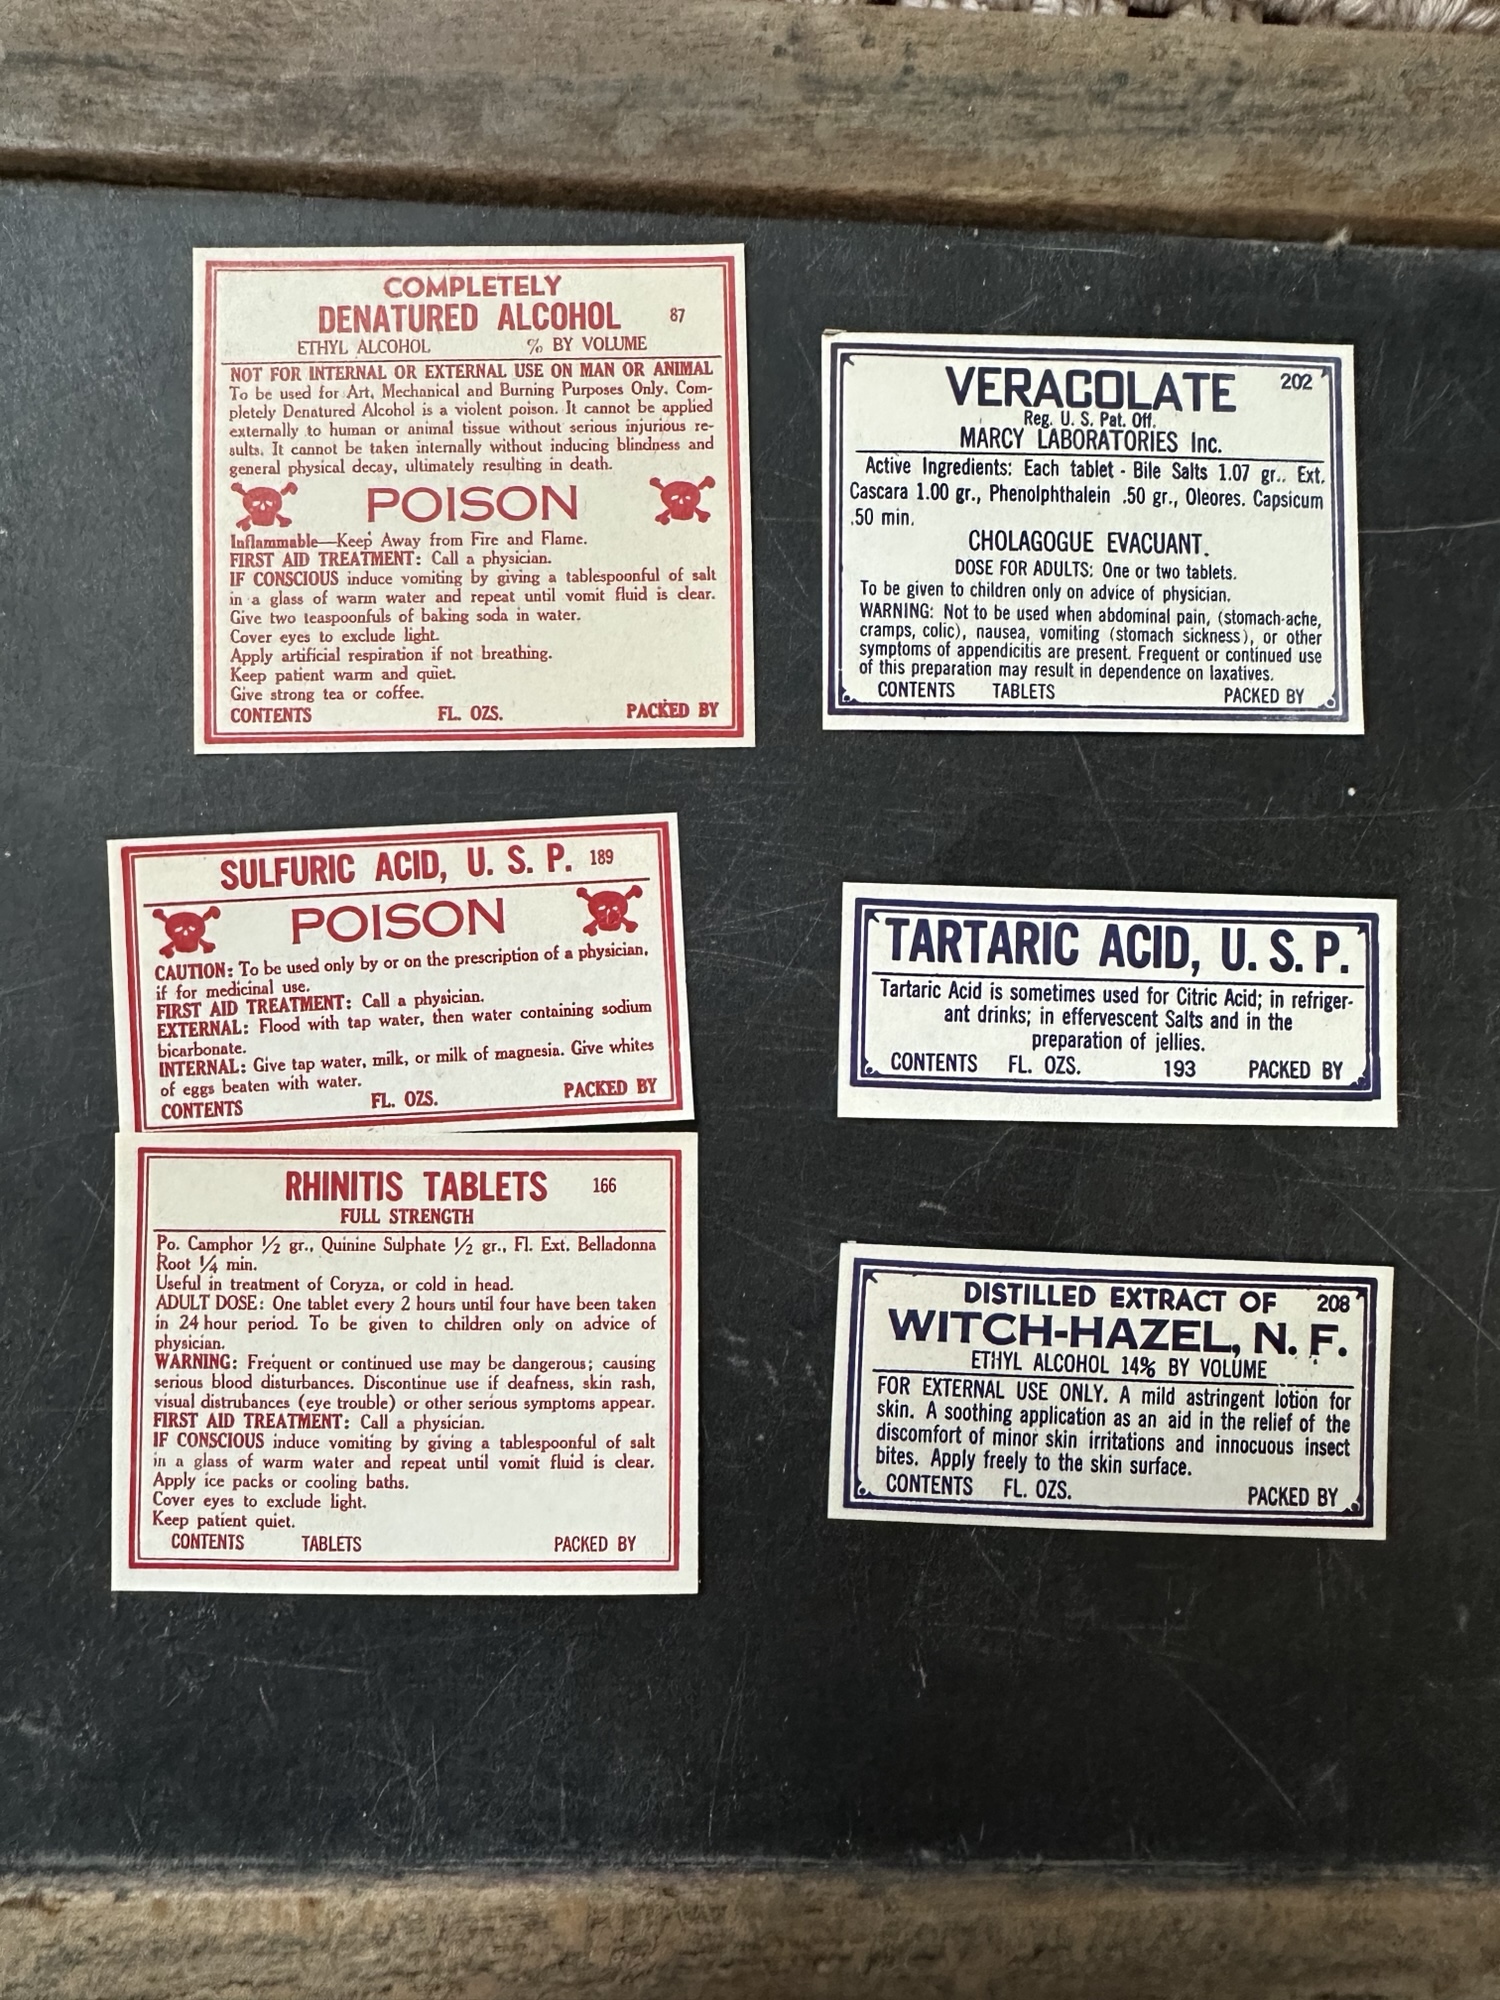 COMPLETELY
DENATURED ALCOHOL 87
ETHYL ALCOHOL % BY VOLUME
NOT FOR INTERNAL OR EXTERNAL USE ON MAN OR ANIMAL
To be used for Art, Mechanical and Burning Purposes Only. Com-
pletely Denatured Alcohol is a violent poison. It cannot be applied
externally to human or animal tissue without serious injurious re-
sults. It cannot be taken internally without inducing blindness and
general physical decay, ultimately resulting in death.
POISON
Inflammable—Keep Away from Fire and Flame.
FIRST AID TREATMENT: Call a physician.
IF CONSCIOUS induce vomiting by giving a tablespoonful of salt
in a glass of warm water and repeat until vomit fluid is clear.
Give two teaspoonfuls of baking soda in water.
Cover eyes to exclude light.
Apply artificial respiration if not breathing.
Keep patient warm and quiet.
Give strong tea or coffee.
CONTENTS FL. OZS. PACKED BY
VERACOLATE 202
Reg. U. S. Pat. Off.
MARCY LABORATORIES Inc.
Active Ingredients: Each tablet - Bile Salts 1.07 gr., Ext.
Cascara 1.00 gr., Phenolphthalein .50 gr., Oleores. Capsicum
.50 min.
CHOLAGOGUE EVACUANT.
DOSE FOR ADULTS: One or two tablets.
To be given to children only on advice of physician.
WARNING: Not to be used when abdominal pain, (stomach-ache,
cramps, colic), nausea, vomiting (stomach sickness), or other
symptoms of appendicitis are present. Frequent or continued use
of this preparation may result in dependence on laxatives.
CONTENTS TABLETS PACKED BY
SULFURIC ACID, U. S. P. 189
POISON
CAUTION: To be used only by or on the prescription of a physician,
if for medicinal use.
FIRST AID TREATMENT: Call a physician.
EXTERNAL: Flood with tap water, then water containing sodium
bicarbonate.
INTERNAL: Give tap water, milk, or milk of magnesia. Give whites
of eggs beaten with water.
CONTENTS FL. OZS. PACKED BY
TARTARIC ACID, U. S. P.
Tartaric Acid is sometimes used for Citric Acid; in refriger-
ant drinks; in effervescent Salts and in the
preparation of jellies.
CONTENTS FL. OZS. 193 PACKED BY
RHINITIS TABLETS 166
FULL STRENGTH
Po. Camphor 1/2 gr., Quinine Sulphate 1/2 gr., Fl. Ext. Belladonna
Root 1/4 min.
Useful in treatment of Coryza, or cold in head.
ADULT DOSE: One tablet every 2 hours until four have been taken
in 24 hour period. To be given to children only on advice of
physician.
WARNING: Frequent or continued use may be dangerous; causing
serious blood disturbances. Discontinue use if deafness, skin rash,
visual distrubances (eye trouble) or other serious symptoms appear.
FIRST AID TREATMENT: Call a physician.
IF CONSCIOUS induce vomiting by giving a tablespoonful of salt
in a glass of warm water and repeat until vomit fluid is clear.
Apply ice packs or cooling baths.
Cover eyes to exclude light.
Keep patient quiet.
CONTENTS TABLETS PACKED BY
DISTILLED EXTRACT OF 208
WITCH-HAZEL, N. F.
ETHYL ALCOHOL 14% BY VOLUME
FOR EXTERNAL USE ONLY. A mild astringent lotion for
skin. A soothing application as an aid in the relief of the
discomfort of minor skin irritations and innocuous insect
bites. Apply freely to the skin surface.
CONTENTS FL. OZS. PACKED BY